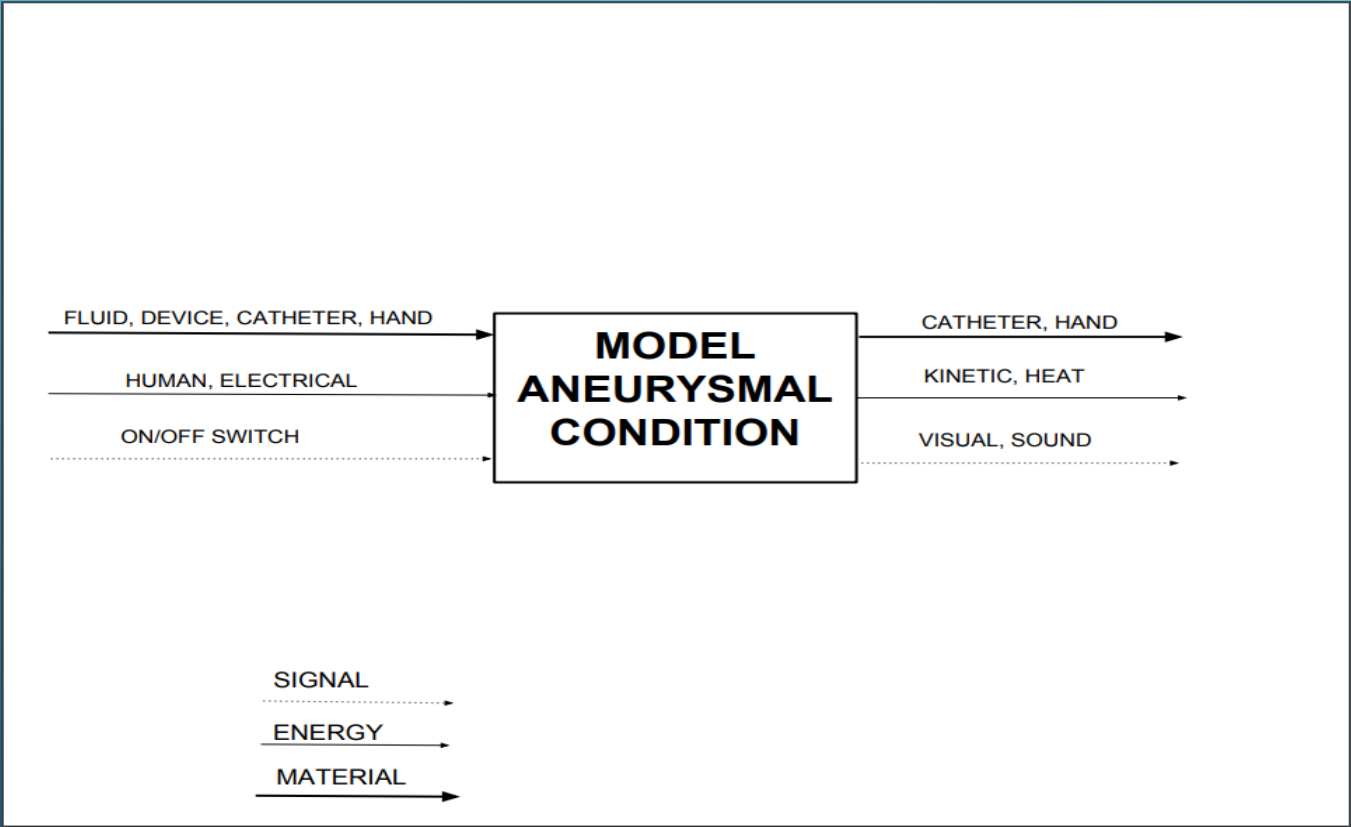 FLUID, DEVICE, CATHETER, HAND
HUMAN, ELECTRICAL
ON/OFF SWITCH
MODEL
ANEURYSMAL
CONDITION
CATHETER, HAND
KINETIC, HEAT
VISUAL, SOUND
SIGNAL
ENERGY
MATERIAL